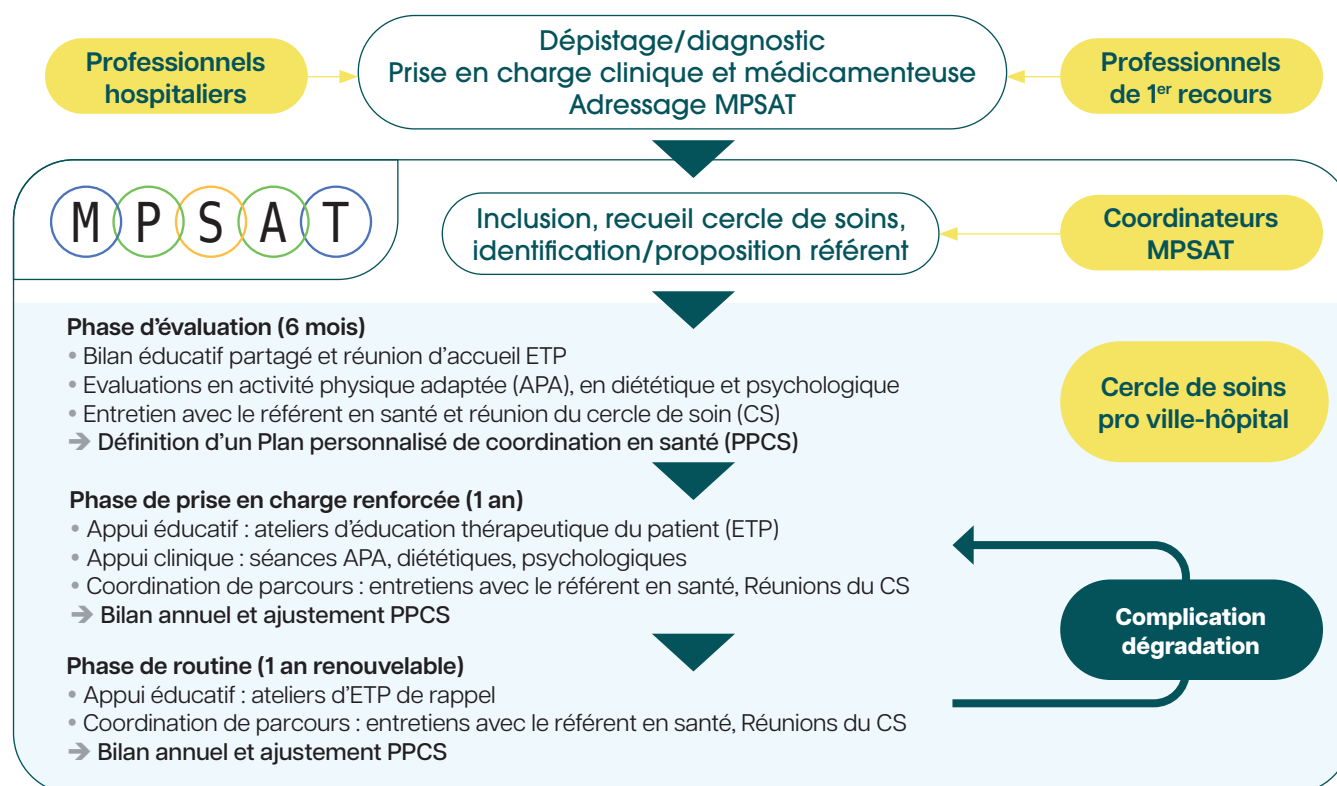 Professionnels
hospitaliers
Dépistage/diagnostic
Prise en charge clinique et médicamenteuse
Adressage MPSAT
Professionnels
de 1er recours
MPSAT
Inclusion, recueil cercle de soins,
identification/proposition référent
Coordinateurs
MPSAT
Phase d'évaluation (6 mois)
• Bilan éducatif partagé et réunion d'accueil ETP
• Evaluations en activité physique adaptée (APA), en diététique et psychologique
• Entretien avec le référent en santé et réunion du cercle de soin (CS)
➔ Définition d'un Plan personnalisé de coordination en santé (PPCS)
Cercle de soins
pro ville-hôpital
Phase de prise en charge renforcée (1 an)
• Appui éducatif : ateliers d'éducation thérapeutique du patient (ETP)
• Appui clinique : séances APA, diététiques, psychologiques
• Coordination de parcours : entretiens avec le référent en santé, Réunions du CS
➔ Bilan annuel et ajustement PPCS
Complication
dégradation
Phase de routine (1 an renouvelable)
• Appui éducatif : ateliers d'ETP de rappel
• Coordination de parcours : entretiens avec le référent en santé, Réunions du CS
➔ Bilan annuel et ajustement PPCS